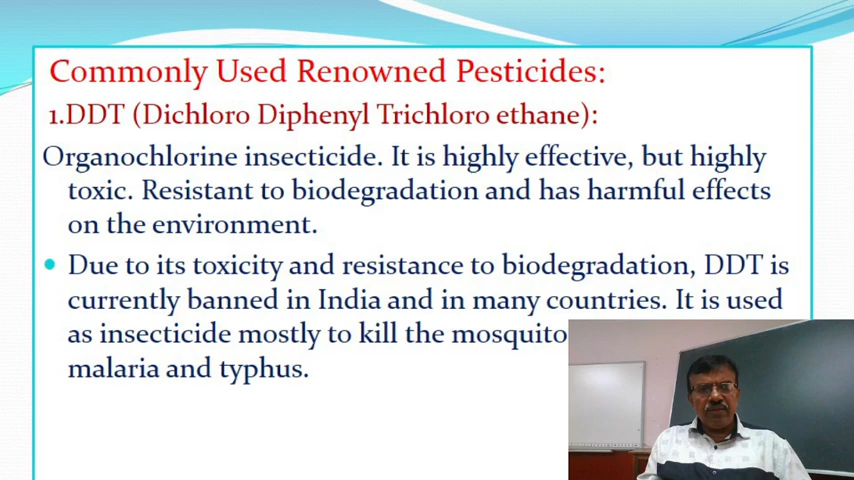 Commonly Used Renowned Pesticides:
1.DDT (Dichloro Diphenyl Trichloro ethane):
Organochlorine insecticide. It is highly effective, but highly
toxic. Resistant to biodegradation and has harmful effects
on the environment.
• Due to its toxicity and resistance to biodegradation, DDT is
currently banned in India and in many countries. It is used
as insecticide mostly to kill the mosquito
malaria and typhus.